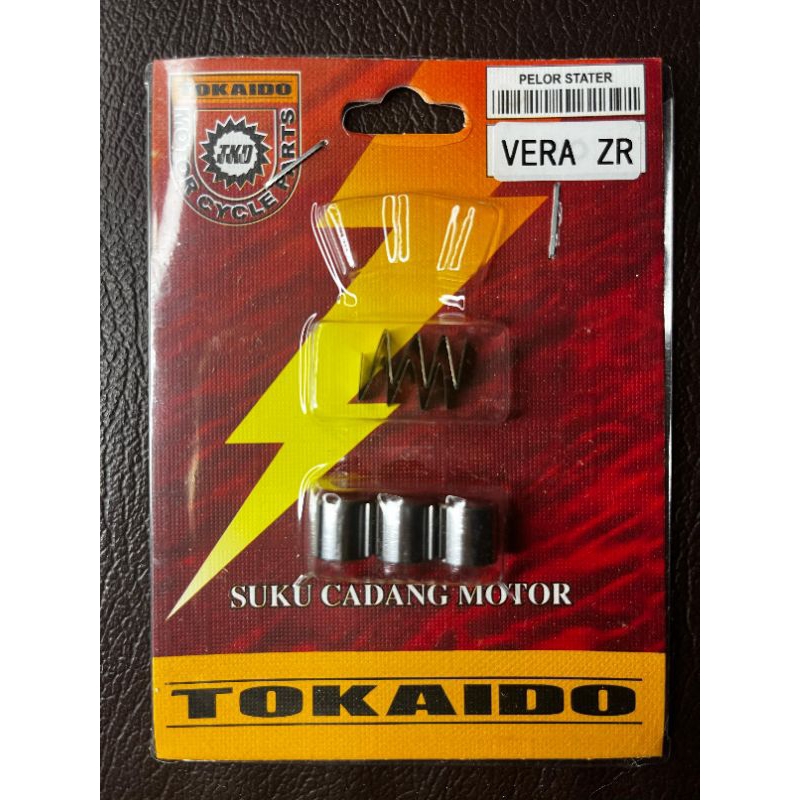 TOKAIDO
TKD
MOTOR CYCLE PARTS
PELOR STATER
VERA ZR
SUKU CADANG MOTOR
TOKAIDO